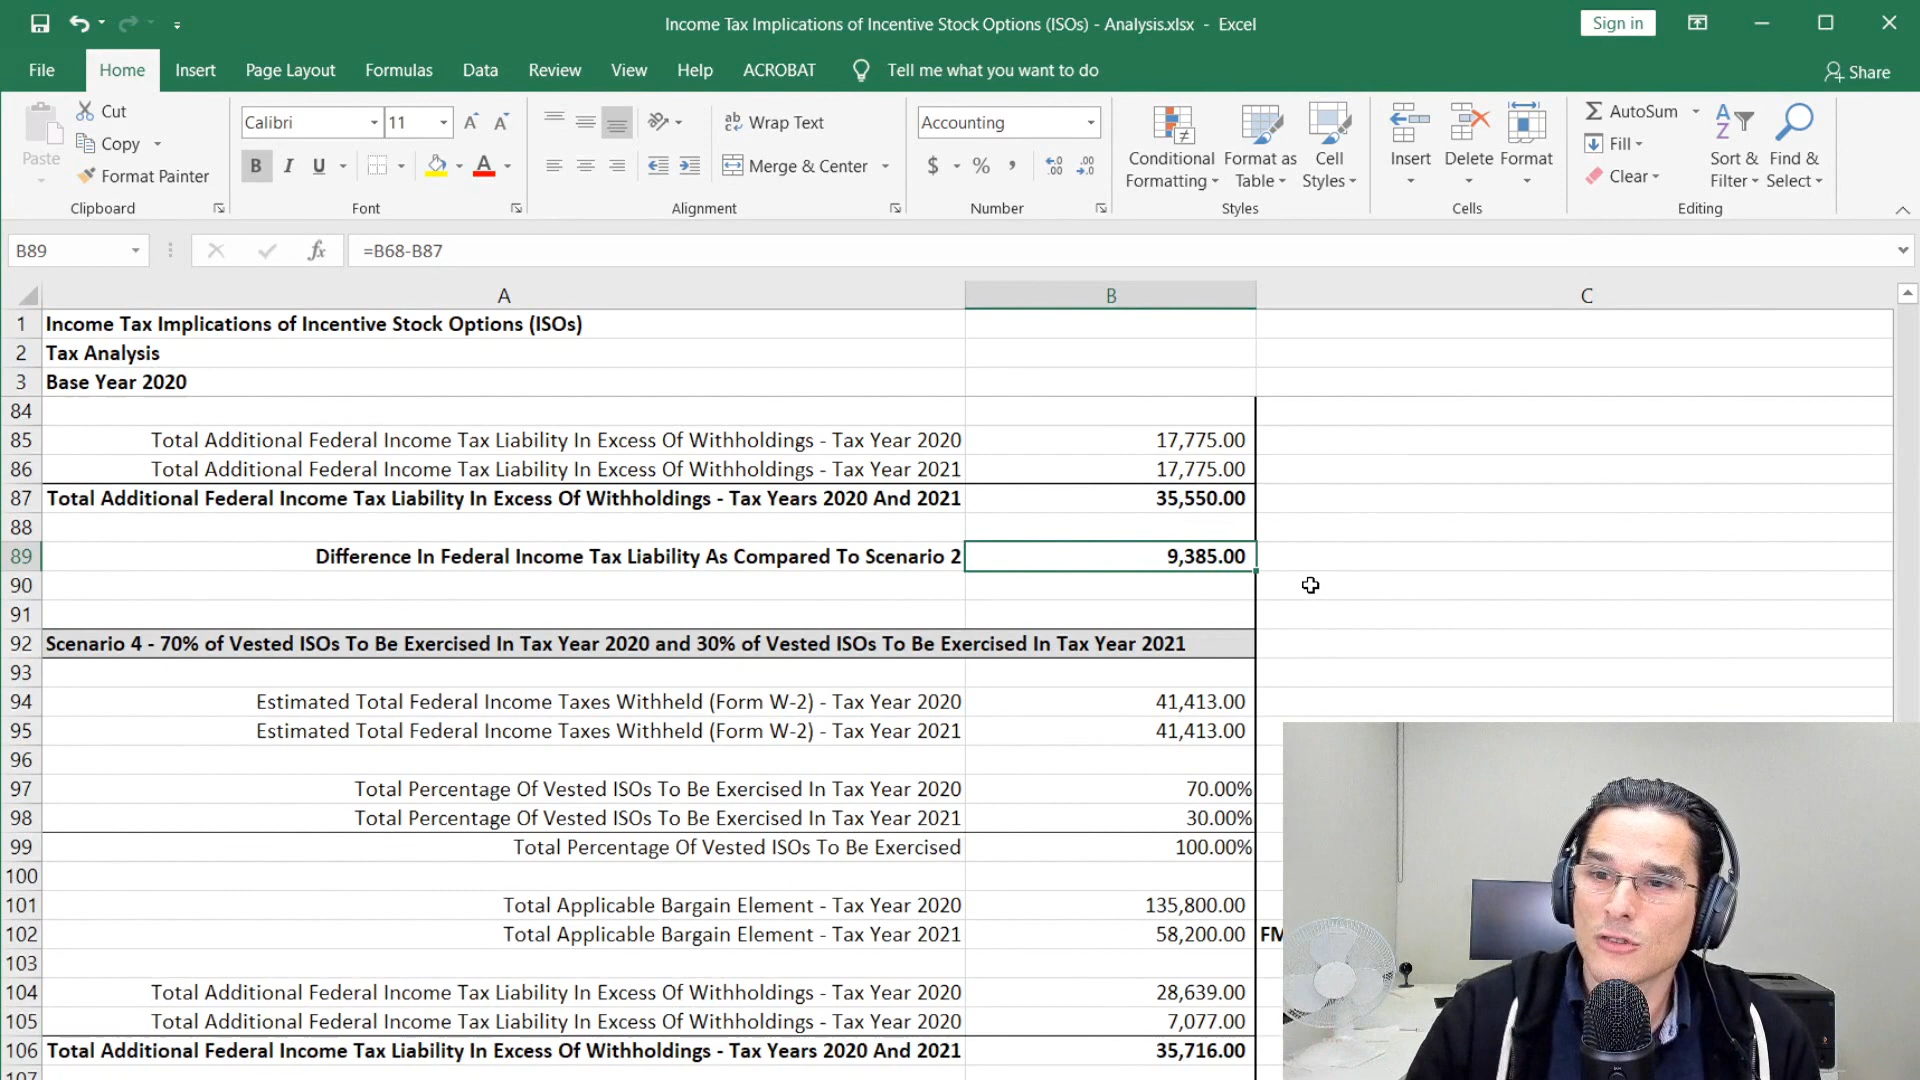 Income Tax Implications of Incentive Stock Options (ISOs) - Analysis.xlsx - Excel
Sign in
File Home Insert Page Layout Formulas Data Review View Help ACROBAT Tell me what you want to do Share
Paste
Cut
Copy
Format Painter
Clipboard
Calibri 11
B I U A
Font
Wrap Text
Merge & Center
Alignment
Accounting
$ % ,
Number
Conditional Formatting
Format as Table
Cell Styles
Styles
Insert Delete Format
Cells
AutoSum
Fill
Clear
Sort & Filter
Find & Select
Editing
B89 fx =B68-B87
A B C
1 Income Tax Implications of Incentive Stock Options (ISOs)
2 Tax Analysis
3 Base Year 2020
84
85 Total Additional Federal Income Tax Liability In Excess Of Withholdings - Tax Year 2020 17,775.00
86 Total Additional Federal Income Tax Liability In Excess Of Withholdings - Tax Year 2021 17,775.00
87 Total Additional Federal Income Tax Liability In Excess Of Withholdings - Tax Years 2020 And 2021 35,550.00
88
89 Difference In Federal Income Tax Liability As Compared To Scenario 2 9,385.00
90
91
92 Scenario 4 - 70% of Vested ISOs To Be Exercised In Tax Year 2020 and 30% of Vested ISOs To Be Exercised In Tax Year 2021
93
94 Estimated Total Federal Income Taxes Withheld (Form W-2) - Tax Year 2020 41,413.00
95 Estimated Total Federal Income Taxes Withheld (Form W-2) - Tax Year 2021 41,413.00
96
97 Total Percentage Of Vested ISOs To Be Exercised In Tax Year 2020 70.00%
98 Total Percentage Of Vested ISOs To Be Exercised In Tax Year 2021 30.00%
99 Total Percentage Of Vested ISOs To Be Exercised 100.00%
100
101 Total Applicable Bargain Element - Tax Year 2020 135,800.00
102 Total Applicable Bargain Element - Tax Year 2021 58,200.00 FM
103
104 Total Additional Federal Income Tax Liability In Excess Of Withholdings - Tax Year 2020 28,639.00
105 Total Additional Federal Income Tax Liability In Excess Of Withholdings - Tax Year 2020 7,077.00
106 Total Additional Federal Income Tax Liability In Excess Of Withholdings - Tax Years 2020 And 2021 35,716.00